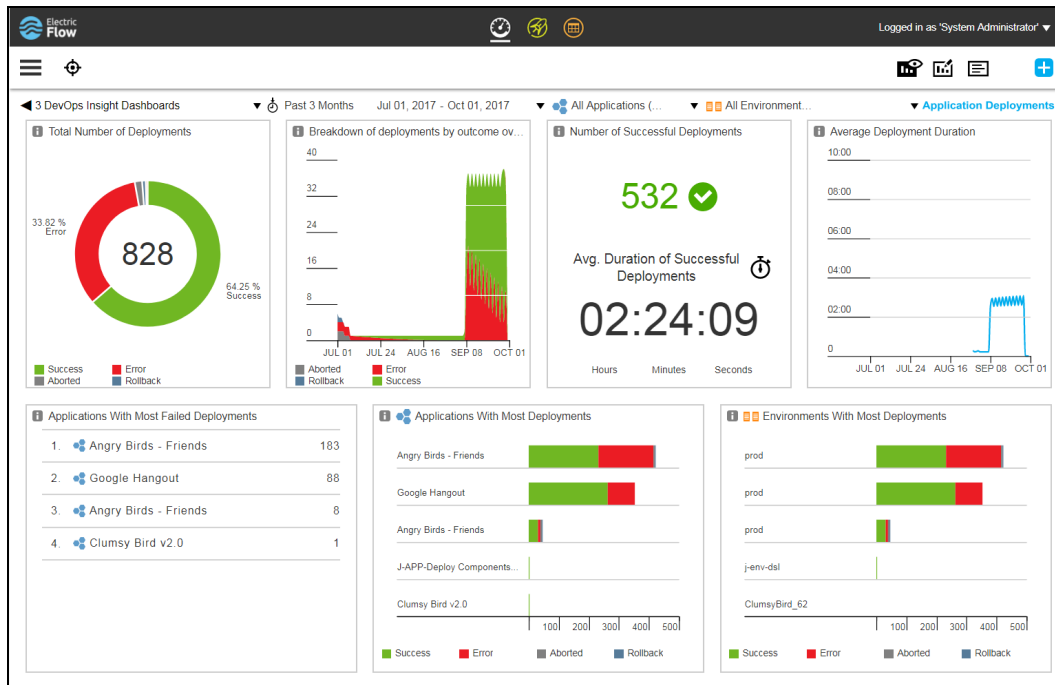 Electric
Flow
Logged in as 'System Administrator'
3 DevOps Insight Dashboards
Past 3 Months
Jul 01, 2017 - Oct 01, 2017
All Applications (...
All Environment...
Application Deployments
Total Number of Deployments
33.82 %
Error
828
64.25 %
Success
Success
Error
Aborted
Rollback
Breakdown of deployments by outcome ov...
40
32
24
16
8
0
JUL 01 JUL 24 AUG 16 SEP 08 OCT 01
Aborted
Error
Rollback
Success
Number of Successful Deployments
532
Avg. Duration of Successful
Deployments
02:24:09
Hours Minutes Seconds
Average Deployment Duration
10:00
08:00
06:00
04:00
02:00
0
JUL 01 JUL 24 AUG 16 SEP 08 OCT 01
Applications With Most Failed Deployments
1. Angry Birds - Friends 183
2. Google Hangout 88
3. Angry Birds - Friends 8
4. Clumsy Bird v2.0 1
Applications With Most Deployments
Angry Birds - Friends
Google Hangout
Angry Birds - Friends
J-APP-Deploy Components...
Clumsy Bird v2.0
100 200 300 400 500
Success Error Aborted Rollback
Environments With Most Deployments
prod
prod
prod
j-env-dsl
ClumsyBird_62
100 200 300 400 500
Success Error Aborted Rollback